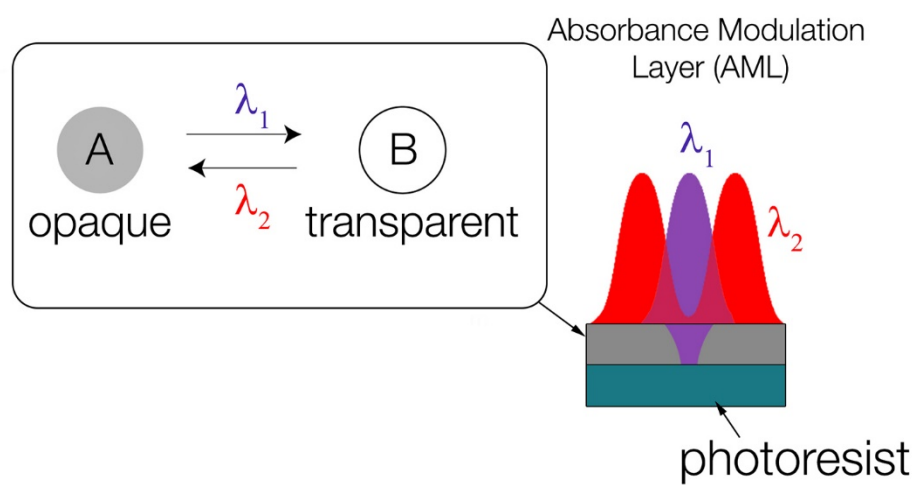 Absorbance Modulation
Layer (AML)
λ₁
A
B
λ₂
opaque
transparent
λ₁
λ₂
photoresist